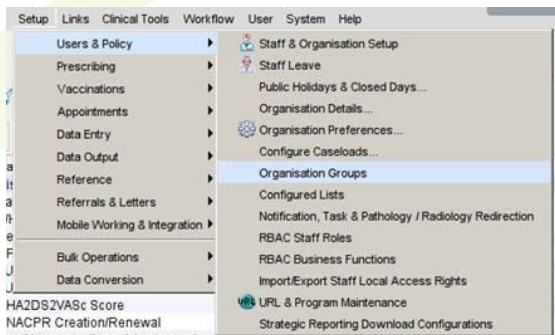 Setup Links Clinical Tools Workflow User System Help
Users & Policy
Prescribing
Vaccinations
Appointments
Data Entry
Data Output
Reference
Referrals & Letters
Mobile Working & Integration
Bulk Operations
Data Conversion
Staff & Organisation Setup
Staff Leave
Public Holidays & Closed Days...
Organisation Details...
Organisation Preferences...
Configure Caseloads...
Organisation Groups
Configured Lists
Notification, Task & Pathology / Radiology Redirection
RBAC Staff Roles
RBAC Business Functions
Import/Export Staff Local Access Rights
URL & Program Maintenance
Strategic Reporting Download Configurations
HA2DS2VASc Score
NACPR Creation/Renewal